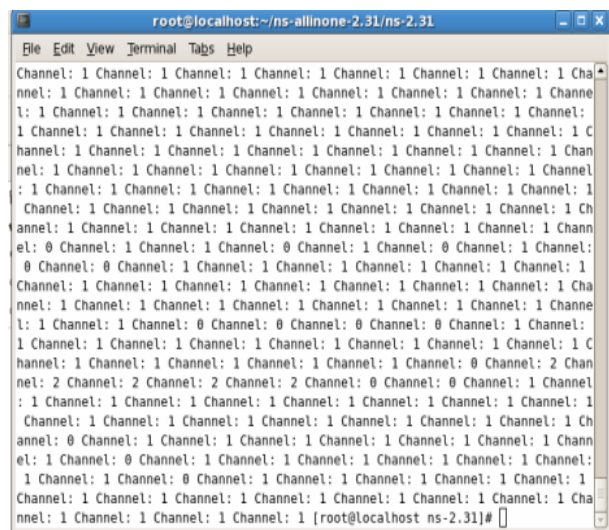 root@localhost:~/ns-allinone-2.31/ns-2.31
File Edit View Terminal Tabs Help
Channel: 1 Channel: 1 Channel: 1 Channel: 1 Channel: 1 Channel: 1 Channel: 1 Cha
nnel: 1 Channel: 1 Channel: 1 Channel: 1 Channel: 1 Channel: 1 Channel: 1 Channe
l: 1 Channel: 1 Channel: 1 Channel: 1 Channel: 1 Channel: 1 Channel: 1 Channel:
1 Channel: 1 Channel: 1 Channel: 1 Channel: 1 Channel: 1 Channel: 1 Channel: 1 C
hannel: 1 Channel: 1 Channel: 1 Channel: 1 Channel: 1 Channel: 1 Channel: 1 Chan
nel: 1 Channel: 1 Channel: 1 Channel: 1 Channel: 1 Channel: 1 Channel: 1 Channel
: 1 Channel: 1 Channel: 1 Channel: 1 Channel: 1 Channel: 1 Channel: 1 Channel: 1
Channel: 1 Channel: 1 Channel: 1 Channel: 1 Channel: 1 Channel: 1 Channel: 1 Ch
annel: 1 Channel: 1 Channel: 1 Channel: 1 Channel: 1 Channel: 1 Channel: 1 Chann
el: 0 Channel: 1 Channel: 1 Channel: 0 Channel: 1 Channel: 0 Channel: 1 Channel:
0 Channel: 0 Channel: 1 Channel: 1 Channel: 1 Channel: 1 Channel: 1 Channel: 1
Channel: 1 Channel: 1 Channel: 1 Channel: 1 Channel: 1 Channel: 1 Channel: 1 Cha
nnel: 1 Channel: 1 Channel: 1 Channel: 1 Channel: 1 Channel: 1 Channel: 1 Channe
l: 1 Channel: 1 Channel: 0 Channel: 0 Channel: 0 Channel: 0 Channel: 1 Channel:
1 Channel: 1 Channel: 1 Channel: 1 Channel: 1 Channel: 1 Channel: 1 Channel: 1 C
hannel: 1 Channel: 1 Channel: 1 Channel: 1 Channel: 1 Channel: 0 Channel: 2 Chan
nel: 2 Channel: 2 Channel: 2 Channel: 2 Channel: 0 Channel: 0 Channel: 1 Channel
: 1 Channel: 1 Channel: 1 Channel: 1 Channel: 1 Channel: 1 Channel: 1 Channel: 1
Channel: 1 Channel: 1 Channel: 1 Channel: 1 Channel: 1 Channel: 1 Channel: 1 Ch
annel: 0 Channel: 1 Channel: 1 Channel: 1 Channel: 1 Channel: 1 Channel: 1 Chann
el: 1 Channel: 0 Channel: 1 Channel: 1 Channel: 1 Channel: 1 Channel: 1 Channel:
1 Channel: 1 Channel: 0 Channel: 1 Channel: 1 Channel: 1 Channel: 1 Channel: 1
Channel: 1 Channel: 1 Channel: 1 Channel: 1 Channel: 1 Channel: 1 Channel: 1 Cha
nnel: 1 Channel: 1 Channel: 1 Channel: 1 [root@localhost ns-2.31]#